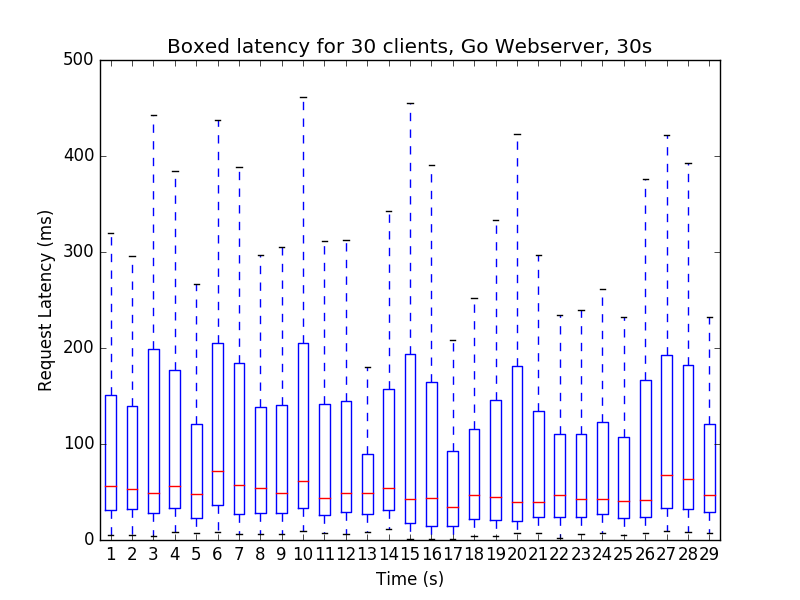 Boxed latency for 30 clients, Go Webserver, 30s
500
400
300
200
100
0
Request Latency (ms)
1 2 3 4 5 6 7 8 9 10 11 12 13 14 15 16 17 18 19 20 21 22 23 24 25 26 27 28 29
Time (s)